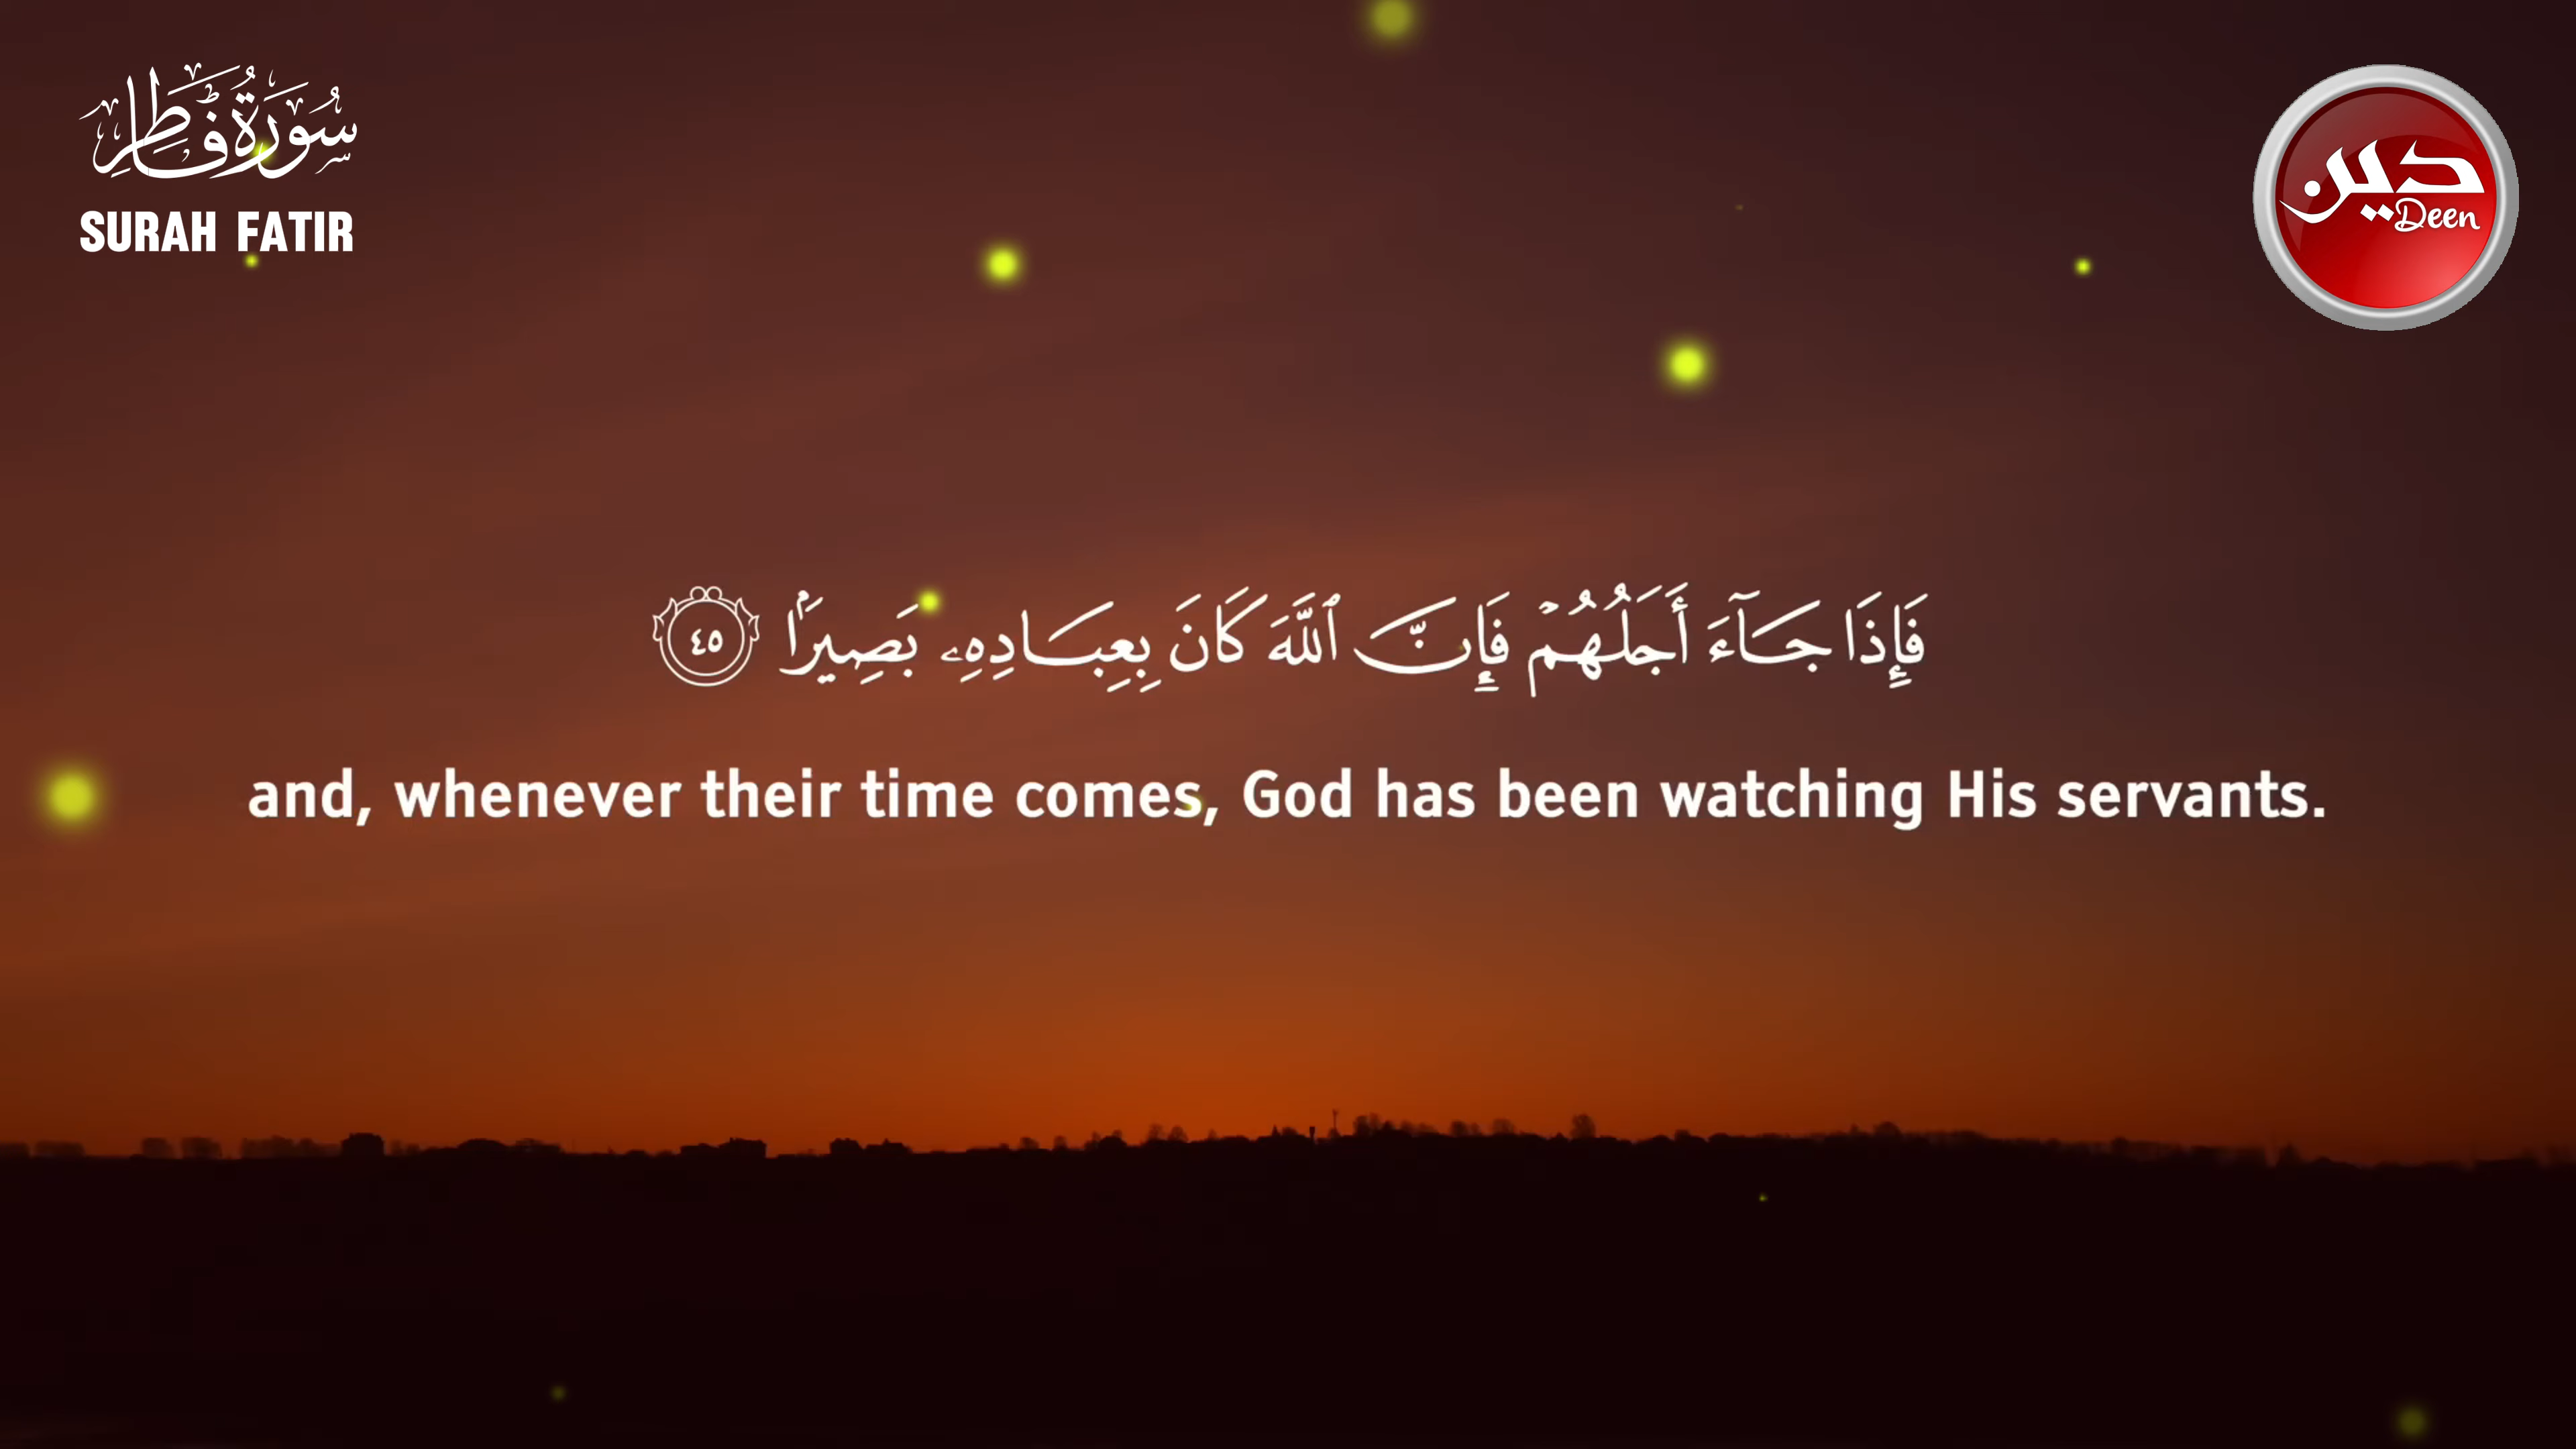 سُورَةُ فَاطِرٍ
SURAH FATIR
دين
Deen
فَإِذَا جَآءَ أَجَلُهُمْ فَإِنَّ ٱللَّهَ كَانَ بِعِبَادِهِۦ بَصِيرًۢا ٤٥
and, whenever their time comes, God has been watching His servants.